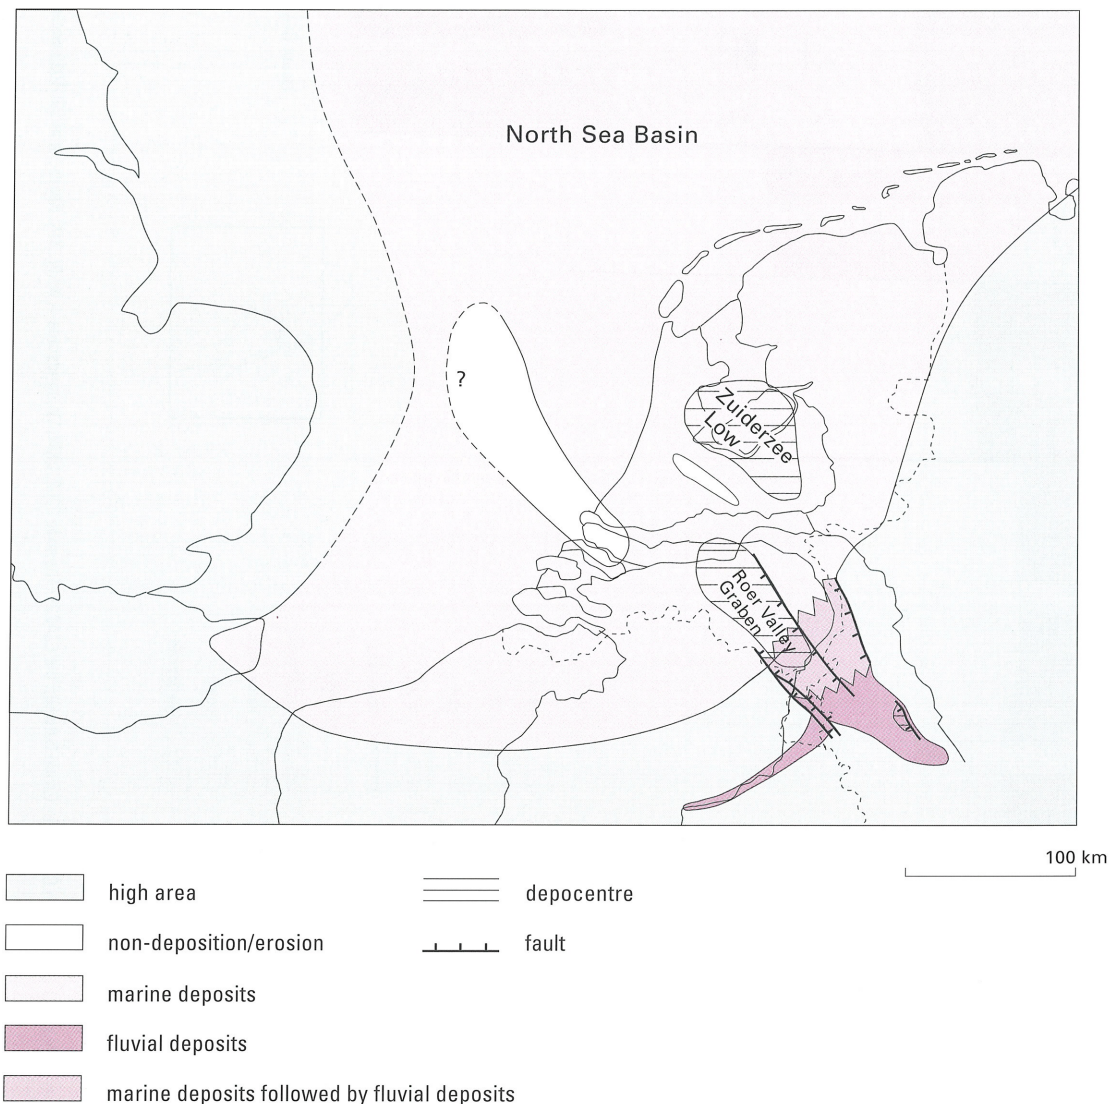 North Sea Basin
?
Zuiderzee
Low
Roer Valley
Graben
100 km
high area
depocentre
non-deposition/erosion
fault
marine deposits
fluvial deposits
marine deposits followed by fluvial deposits